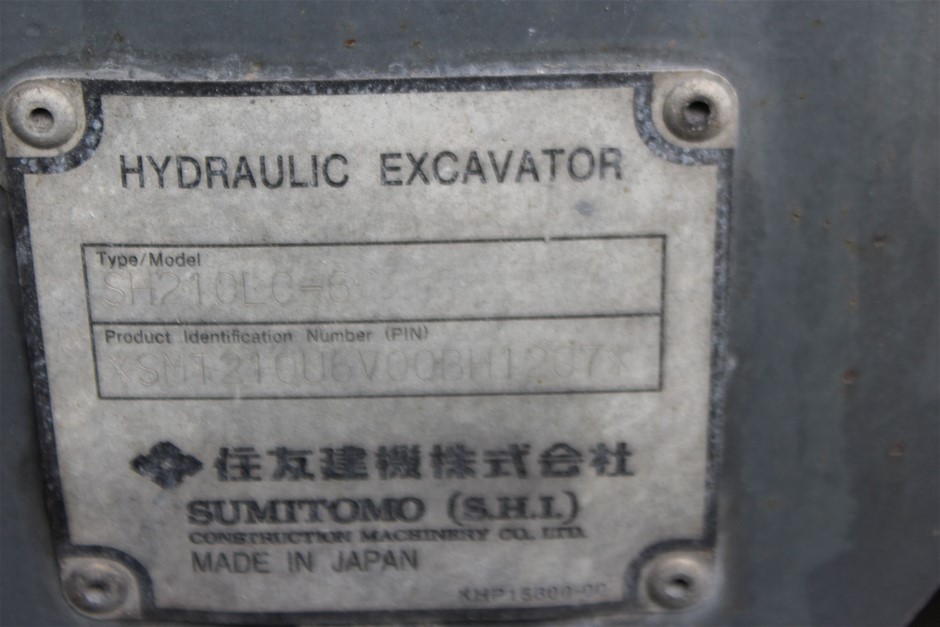 HYDRAULIC EXCAVATOR
Type/Model
SH210LC-6
Product Identification Number (PIN)
住友建機株式会社
SUMITOMO (S.H.I.)
CONSTRUCTION MACHINERY CO., LTD.
MADE IN JAPAN